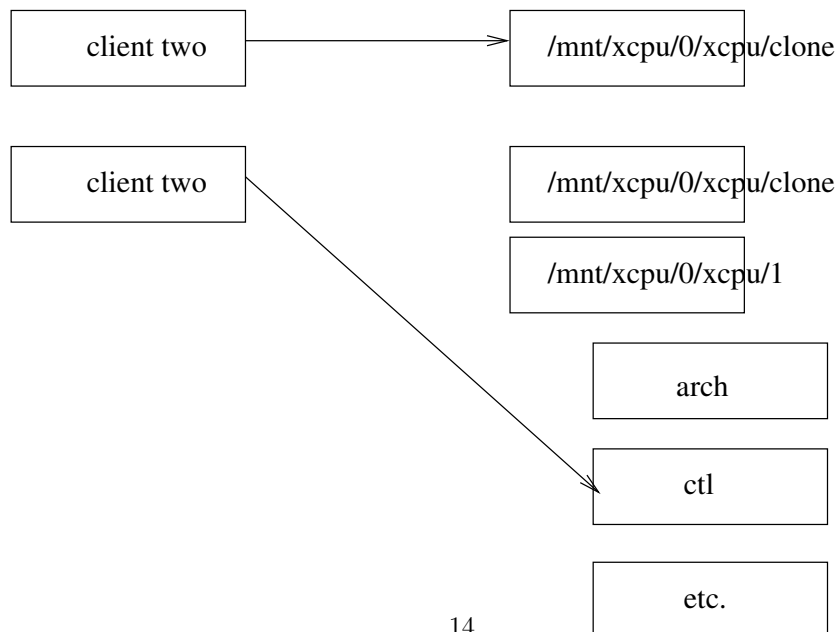 client two
/mnt/xcpu/0/xcpu/clone
client two
/mnt/xcpu/0/xcpu/clone
/mnt/xcpu/0/xcpu/1
arch
ctl
etc.
14